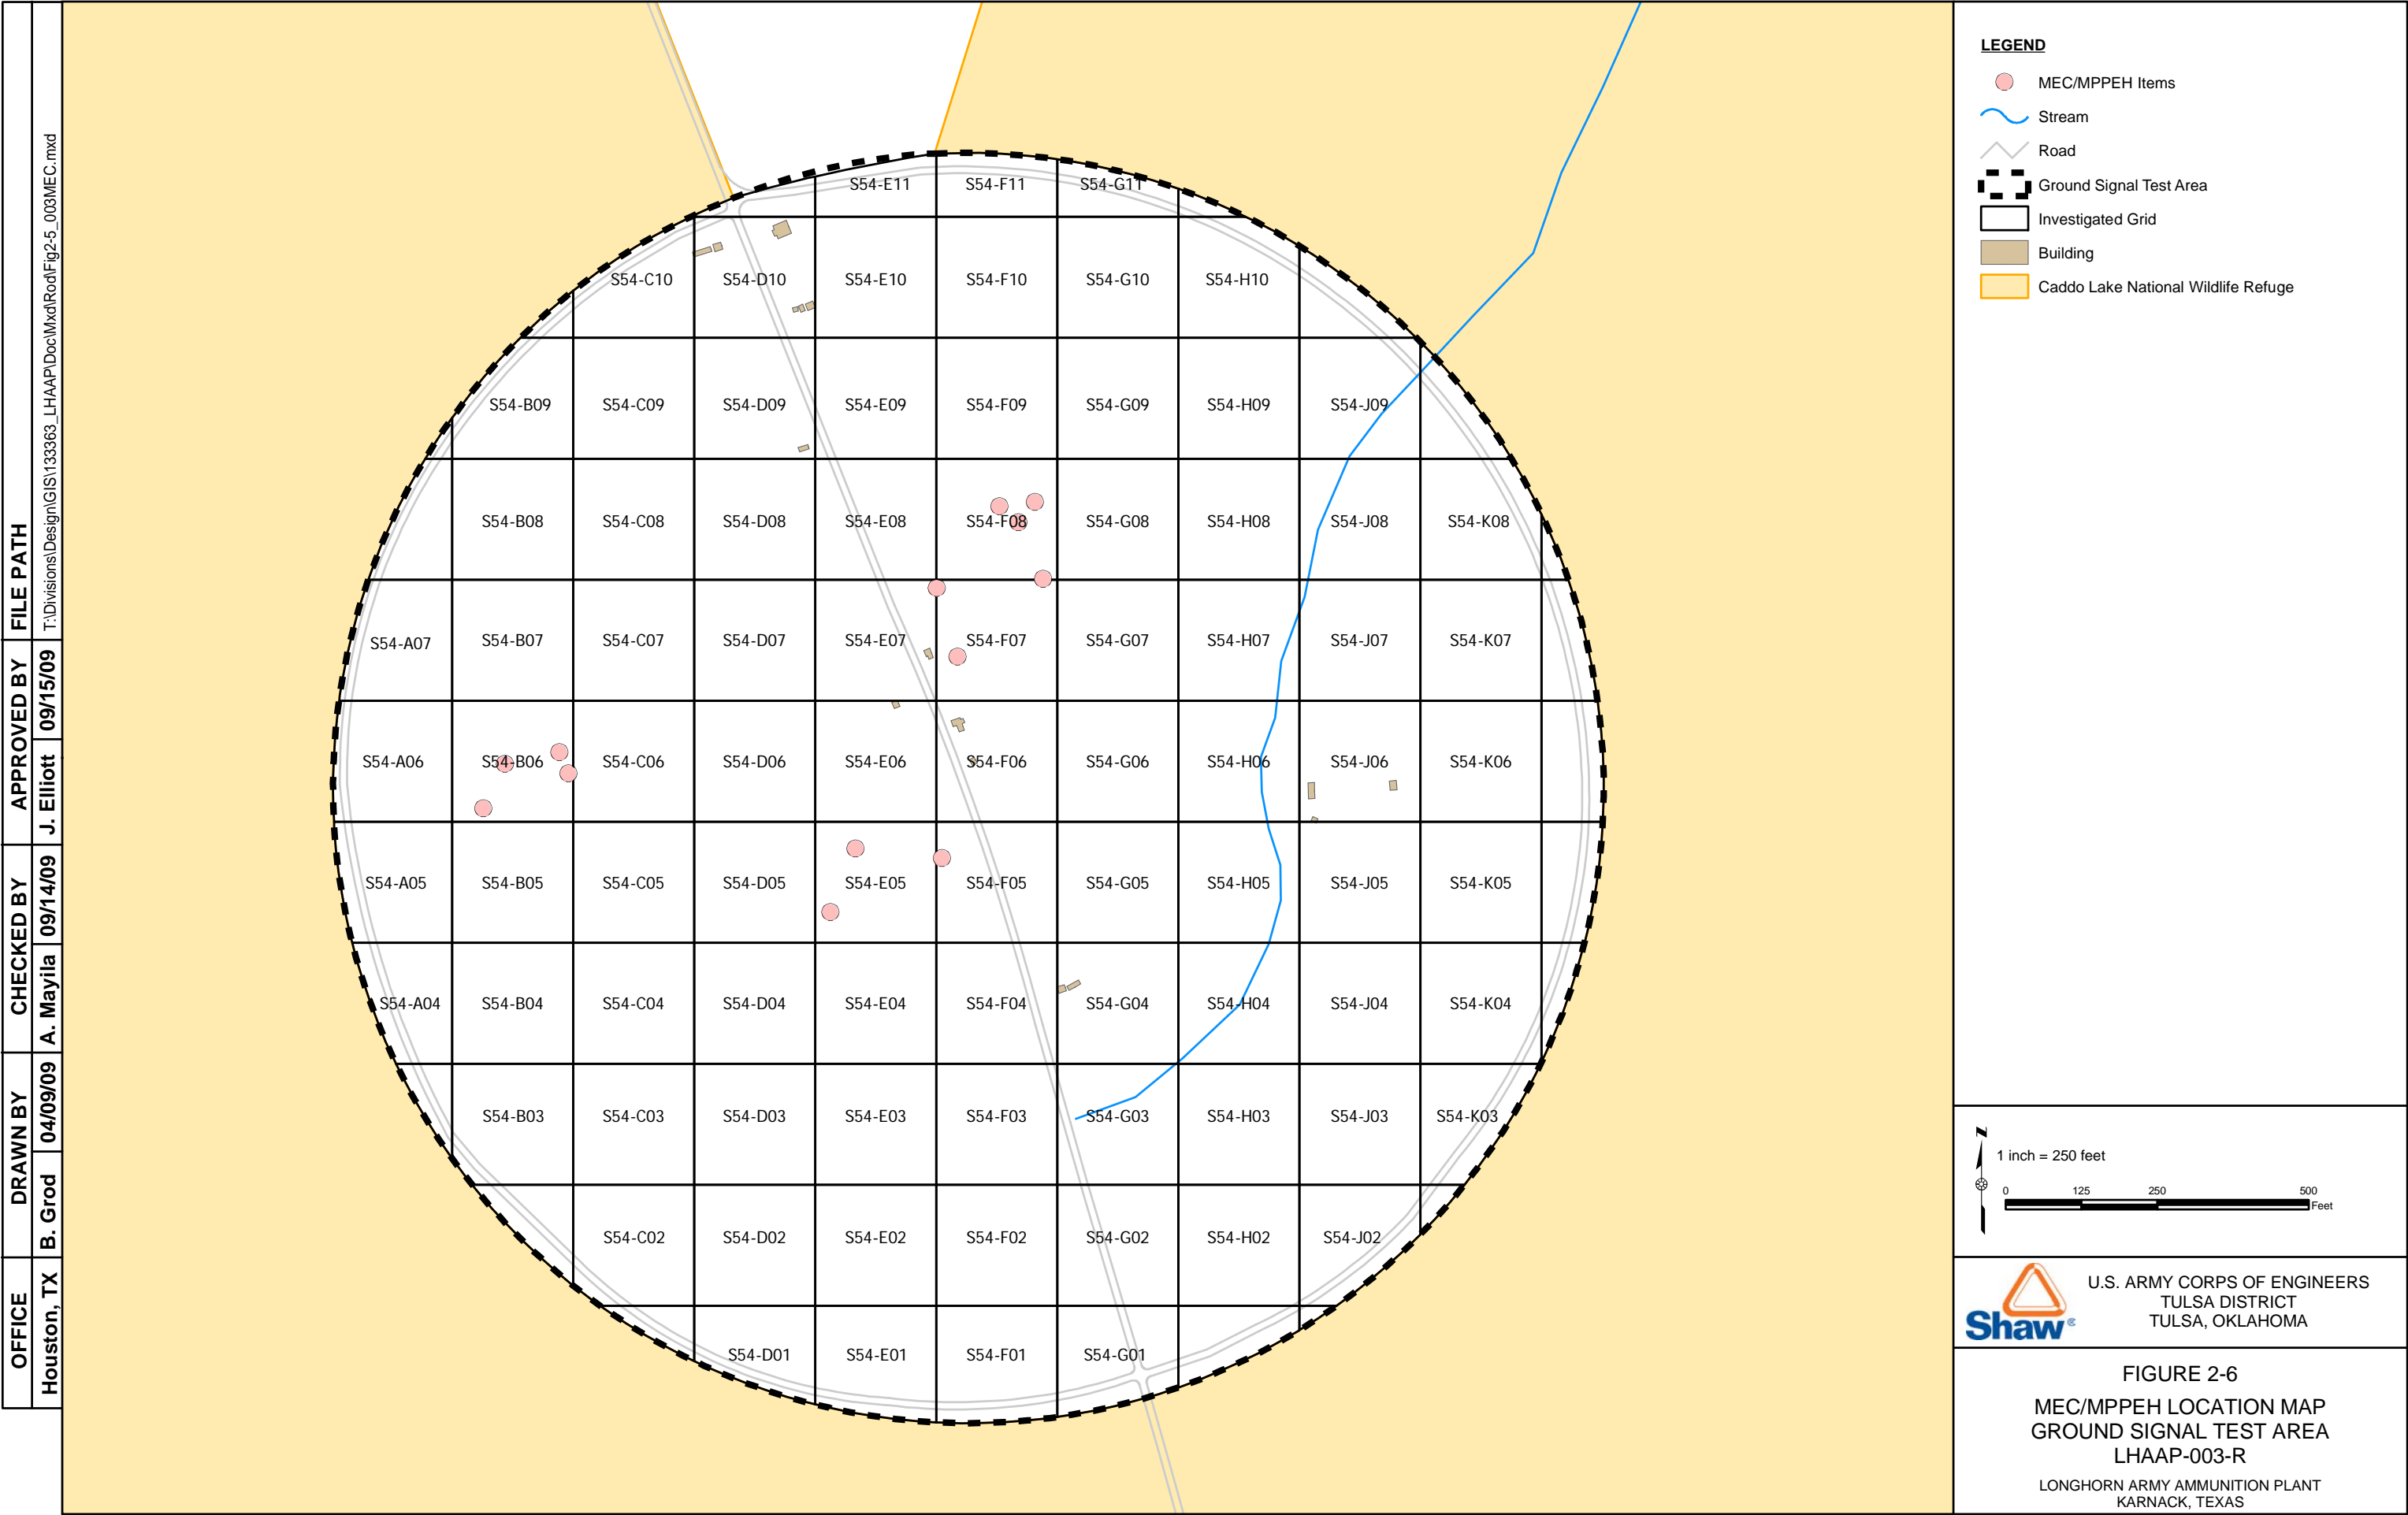 OFFICE
Houston, TX
DRAWN BY
B. Grod
04/09/09
CHECKED BY
A. Mayila
09/14/09
APPROVED BY
J. Elliott
09/15/09
FILE PATH
T:\Divisions\Design\GIS\133363_LHAAP\Doc\Mxd\Rod\Fig2-5_003MEC.mxd
S54-E11 S54-F11 S54-G11
S54-C10 S54-D10 S54-E10 S54-F10 S54-G10 S54-H10
S54-B09 S54-C09 S54-D09 S54-E09 S54-F09 S54-G09 S54-H09 S54-J09
S54-B08 S54-C08 S54-D08 S54-E08 S54-F08 S54-G08 S54-H08 S54-J08 S54-K08
S54-A07 S54-B07 S54-C07 S54-D07 S54-E07 S54-F07 S54-G07 S54-H07 S54-J07 S54-K07
S54-A06 S54-B06 S54-C06 S54-D06 S54-E06 S54-F06 S54-G06 S54-H06 S54-J06 S54-K06
S54-A05 S54-B05 S54-C05 S54-D05 S54-E05 S54-F05 S54-G05 S54-H05 S54-J05 S54-K05
S54-A04 S54-B04 S54-C04 S54-D04 S54-E04 S54-F04 S54-G04 S54-H04 S54-J04 S54-K04
S54-B03 S54-C03 S54-D03 S54-E03 S54-F03 S54-G03 S54-H03 S54-J03 S54-K03
S54-C02 S54-D02 S54-E02 S54-F02 S54-G02 S54-H02 S54-J02
S54-D01 S54-E01 S54-F01 S54-G01
LEGEND
MEC/MPPEH Items
Stream
Road
Ground Signal Test Area
Investigated Grid
Building
Caddo Lake National Wildlife Refuge
N
1 inch = 250 feet
0 125 250 500
Feet
Shaw®
U.S. ARMY CORPS OF ENGINEERS
TULSA DISTRICT
TULSA, OKLAHOMA
FIGURE 2-6
MEC/MPPEH LOCATION MAP
GROUND SIGNAL TEST AREA
LHAAP-003-R
LONGHORN ARMY AMMUNITION PLANT
KARNACK, TEXAS